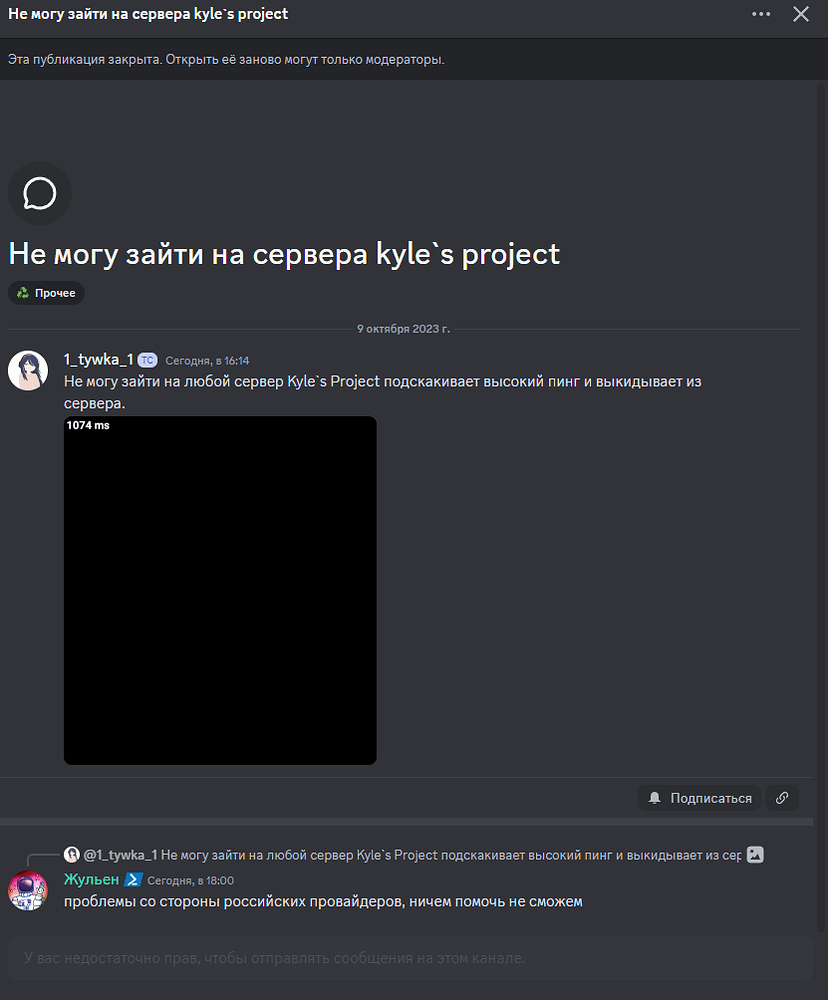 Не могу зайти на сервера kyle`s project
Эта публикация закрыта. Открыть её заново могут только модераторы.
Не могу зайти на сервера kyle`s project
Прочее
9 октября 2023 г.
1_tywka_1 ТС Сегодня, в 16:14
Не могу зайти на любой сервер Kyle`s Project подскакивает высокий пинг и выкидывает из
сервера.
1074 ms
Подписаться
@1_tywka_1 Не могу зайти на любой сервер Kyle`s Project подскакивает высокий пинг и выкидывает из сер
Жульен Сегодня, в 18:00
проблемы со стороны российских провайдеров, ничем помочь не сможем
У вас недостаточно прав, чтобы отправлять сообщения на этом канале.